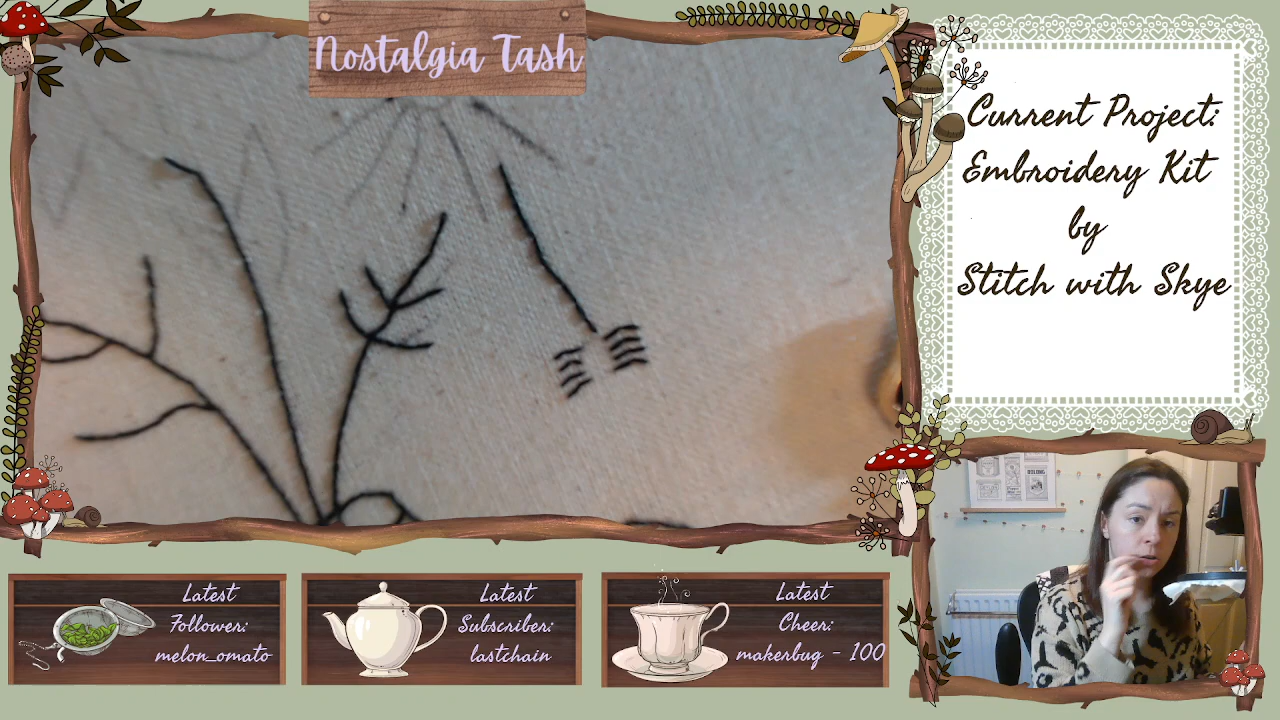 Nostalgia Tash
Current Project:
Embroidery Kit
by
Stitch with Skye
Latest
Follower:
melon_omato
Latest
Subscriber:
lastchain
Latest
Cheer:
makerbug - 100